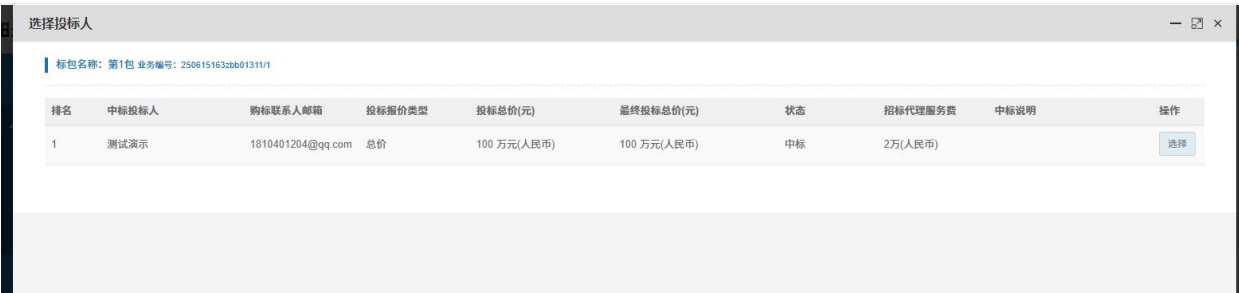 选择投标人
标包名称：第1包 业务编号：250615163zbb01311/1
排名 中标投标人 购标联系人邮箱 投标报价类型 投标总价(元) 最终投标总价(元) 状态 招标代理服务费 中标说明 操作
1 测试演示 1810401204@qq.com 总价 100 万元(人民币) 100 万元(人民币) 中标 2万(人民币) 选择